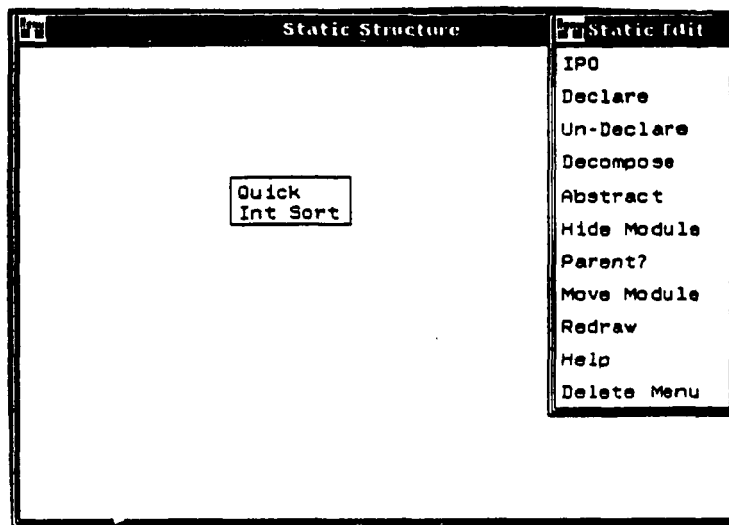 Static Structure
Quick
Int Sort
Static Edit
IPO
Declare
Un-Declare
Decompose
Abstract
Hide Module
Parent?
Move Module
Redraw
Help
Delete Menu